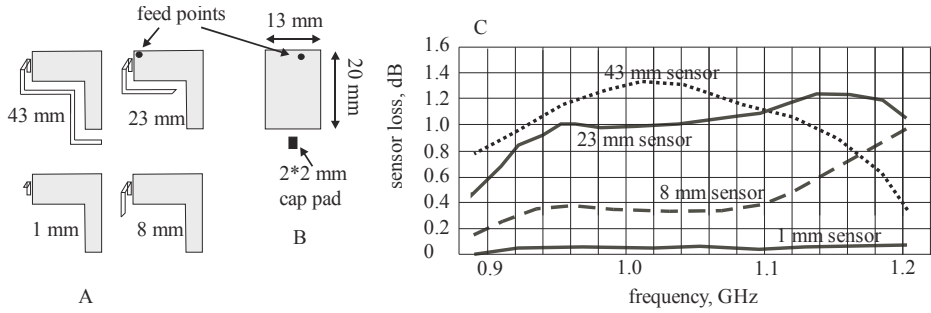 A
feed points
43 mm
23 mm
1 mm
8 mm
B
13 mm
20 mm
2*2 mm
cap pad
C
sensor loss, dB
1.6
1.4
1.2
1.0
0.8
0.6
0.4
0.2
0
43 mm sensor
23 mm sensor
8 mm sensor
1 mm sensor
0.9
1.0
1.1
1.2
frequency, GHz